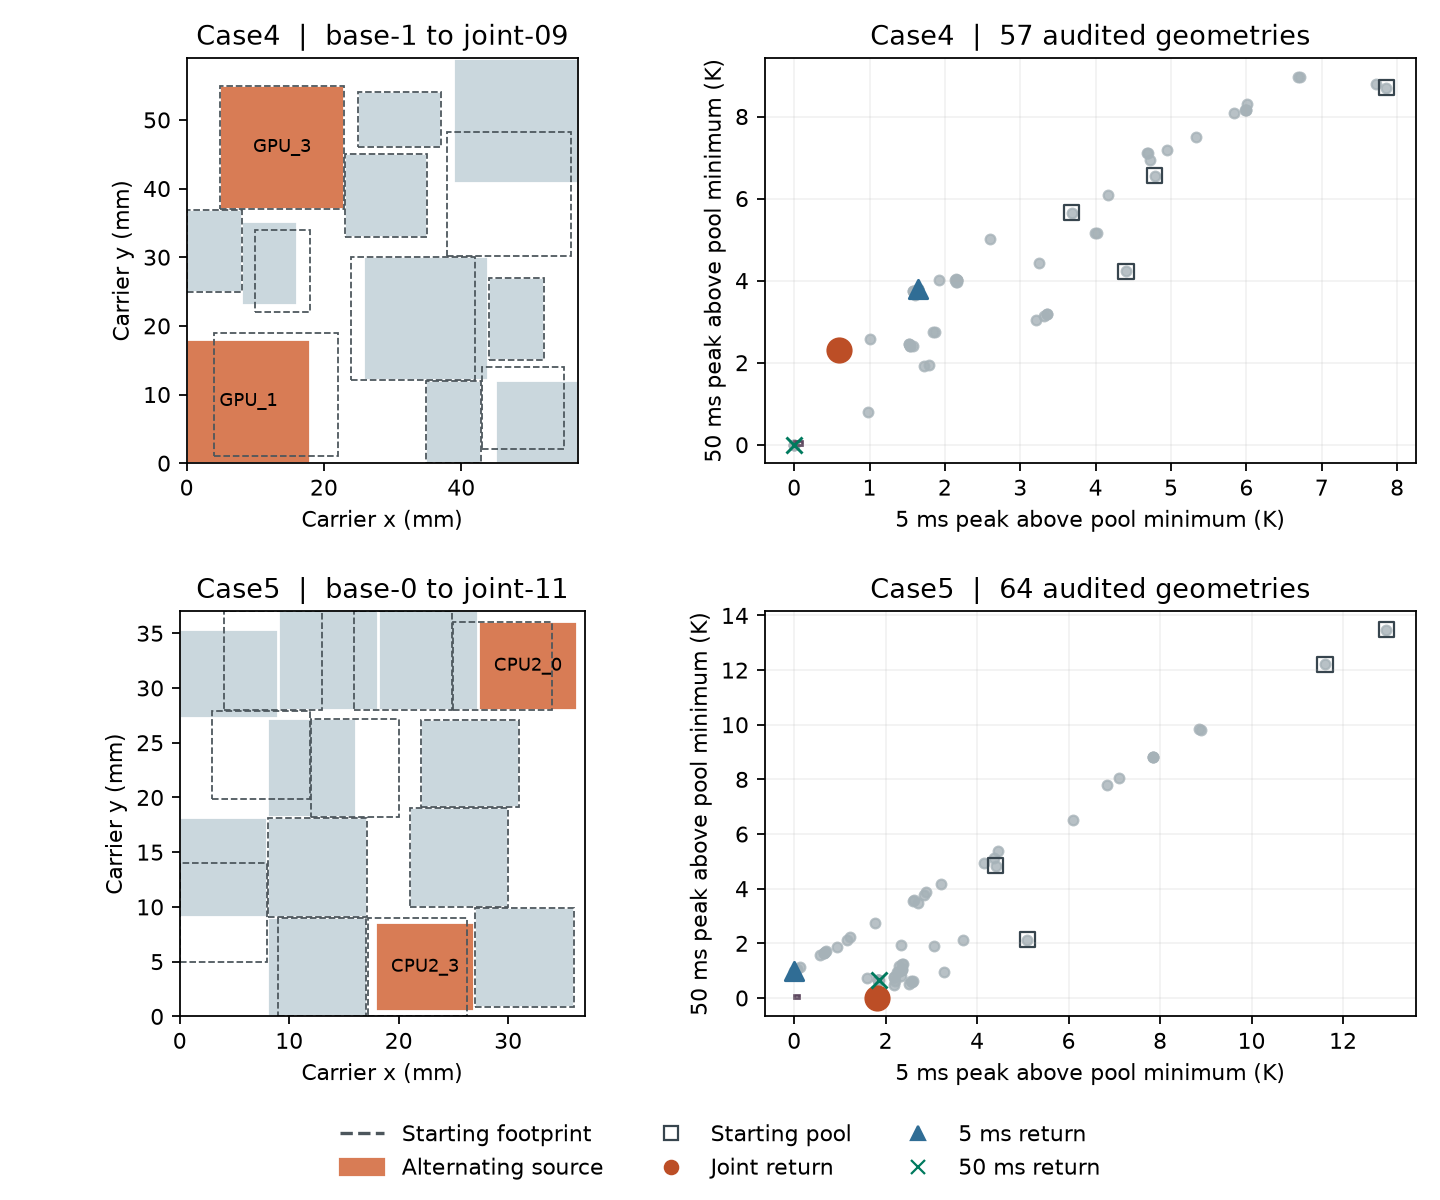 Case4 | base-1 to joint-09
Case4 | 57 audited geometries
Carrier y (mm)
50
40
30
20
10
0
GPU_3
GPU_1
0 20 40
Carrier x (mm)
50 ms peak above pool minimum (K)
8
6
4
2
0
0 1 2 3 4 5 6 7 8
5 ms peak above pool minimum (K)
Case5 | base-0 to joint-11
Case5 | 64 audited geometries
Carrier y (mm)
35
30
25
20
15
10
5
0
CPU2_0
CPU2_3
0 10 20 30
Carrier x (mm)
50 ms peak above pool minimum (K)
14
12
10
8
6
4
2
0
0 2 4 6 8 10 12
5 ms peak above pool minimum (K)
Starting footprint
Starting pool
5 ms return
Alternating source
Joint return
50 ms return